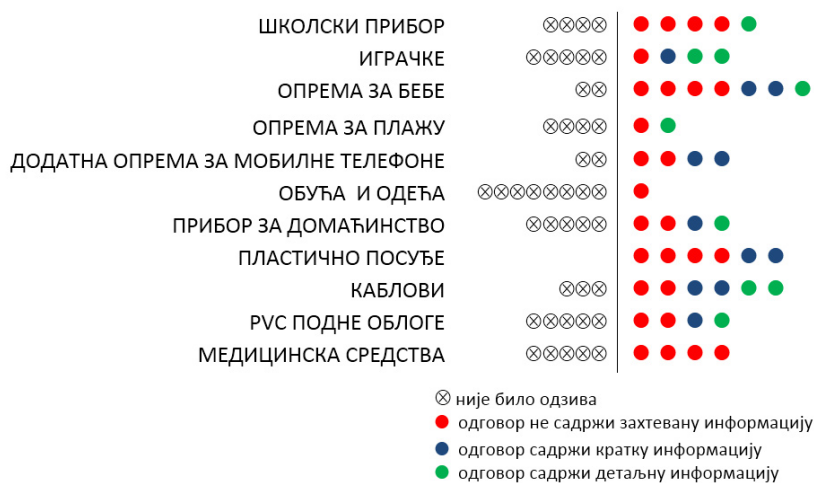 ШКОЛСКИ ПРИБОР
ИГРАЧКЕ
ОПРЕМА ЗА БЕБЕ
ОПРЕМА ЗА ПЛАЖУ
ДОДАТНА ОПРЕМА ЗА МОБИЛНЕ ТЕЛЕФОНЕ
ОБУЋА И ОДЕЋА
ПРИБОР ЗА ДОМАЋИНСТВО
ПЛАСТИЧНО ПОСУЂЕ
КАБЛОВИ
PVC ПОДНЕ ОБЛОГЕ
МЕДИЦИНСКА СРЕДСТВА
није било одзива
одговор не садржи захтевану информацију
одговор садржи кратку информацију
одговор садржи детаљну информацију